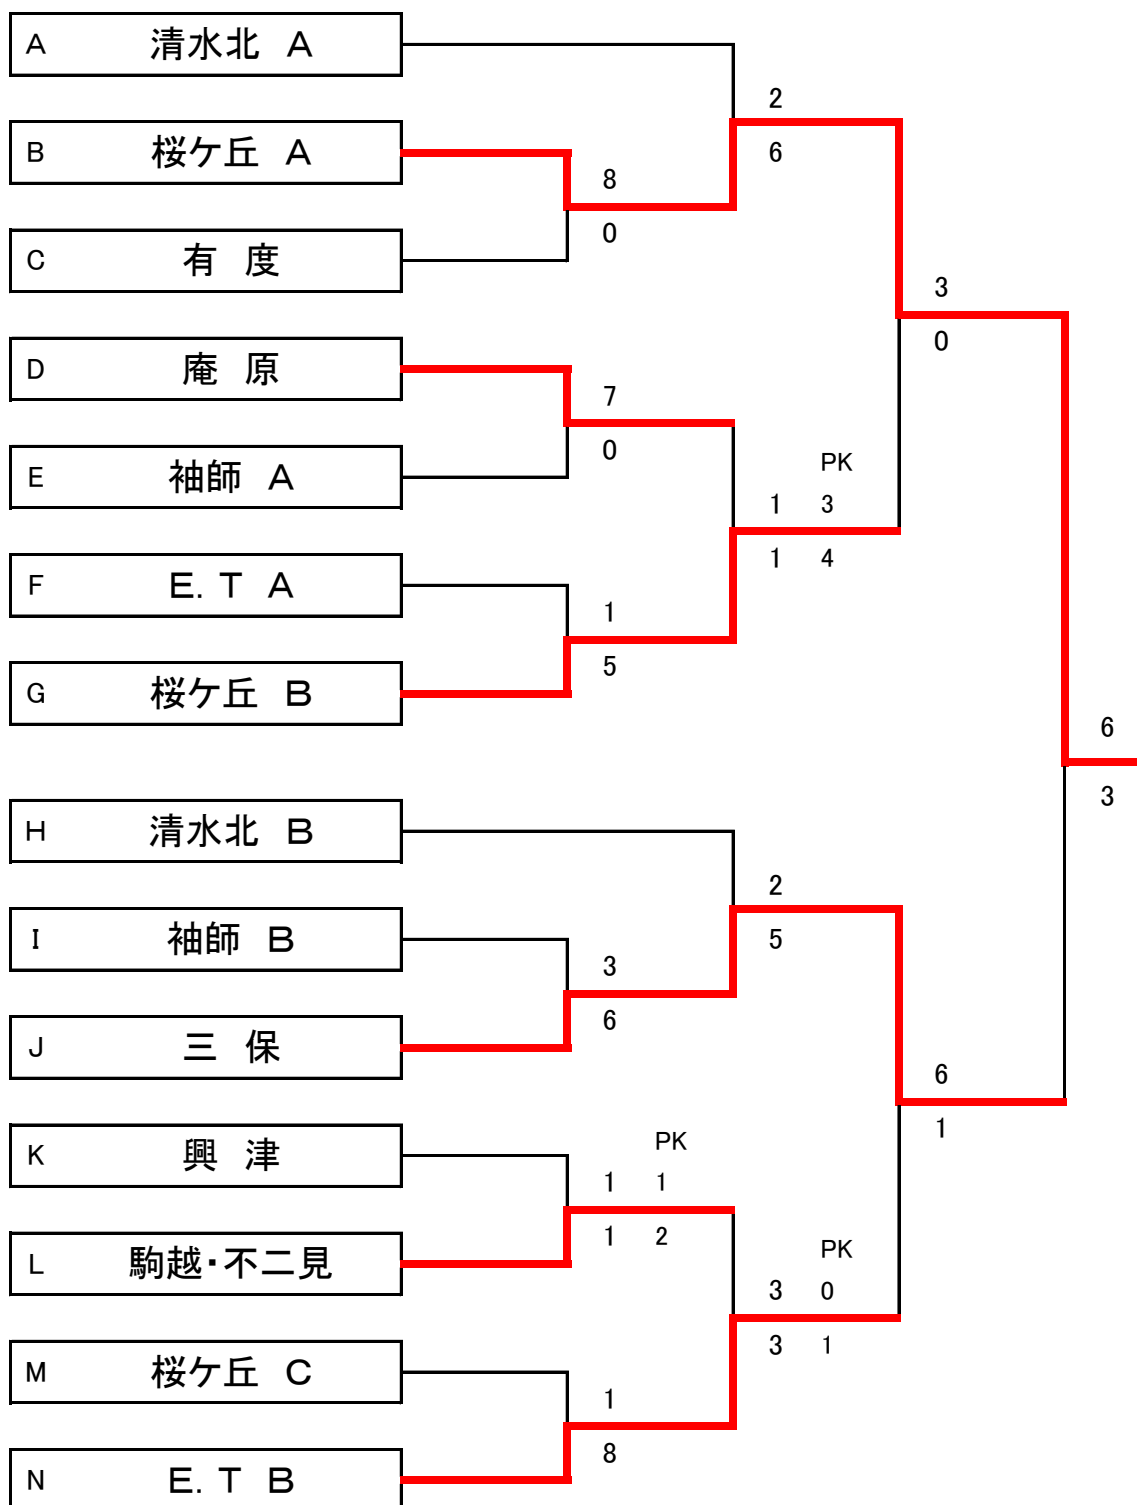 A 清水北 A
2
B 桜ケ丘 A
6
8
0
C 有 度
3
0
D 庵 原
7
0
PK
E 袖師 A
1 3
1 4
F E.T A
1
5
G 桜ケ丘 B
6
3
H 清水北 B
2
5
I 袖師 B
3
6
J 三 保
6
1
K 興 津
PK
1 1
1 2
L 駒越・不二見
PK
3 0
3 1
M 桜ケ丘 C
1
8
N E.T B